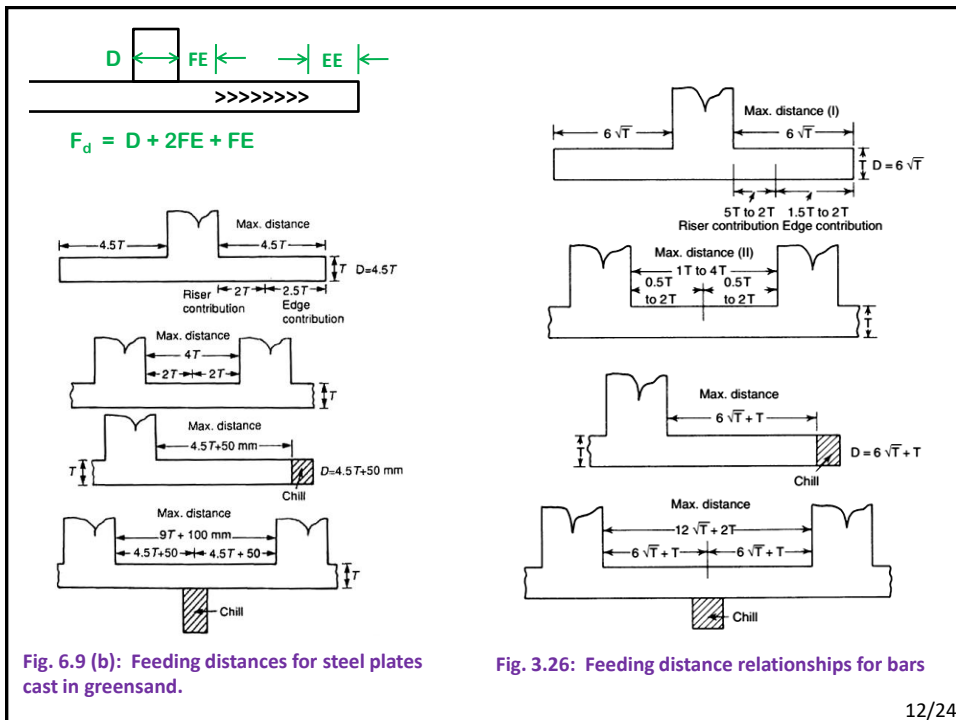 D FE EE
>>>>>>>>
F_d = D + 2FE + FE
Max. distance
4.5T 4.5T
T D=4.5T
2T 2.5T
Riser contribution
Edge contribution
Max. distance
4T
2T 2T
T
Max. distance
4.5T+50 mm
T D=4.5T+50 mm
Chill
Max. distance
9T + 100 mm
4.5T+50 4.5T + 50
T
Chill
Fig. 6.9 (b): Feeding distances for steel plates
cast in greensand.
Max. distance (I)
6 √T 6 √T
T D = 6 √T
5T to 2T 1.5T to 2T
Riser contribution Edge contribution
Max. distance (II)
1T to 4T
0.5T 0.5T
to 2T to 2T
T
Max. distance
6 √T + T
T D = 6 √T + T
Chill
Max. distance
12 √T + 2T
6 √T + T 6 √T + T
Chill
Fig. 3.26: Feeding distance relationships for bars
12/24